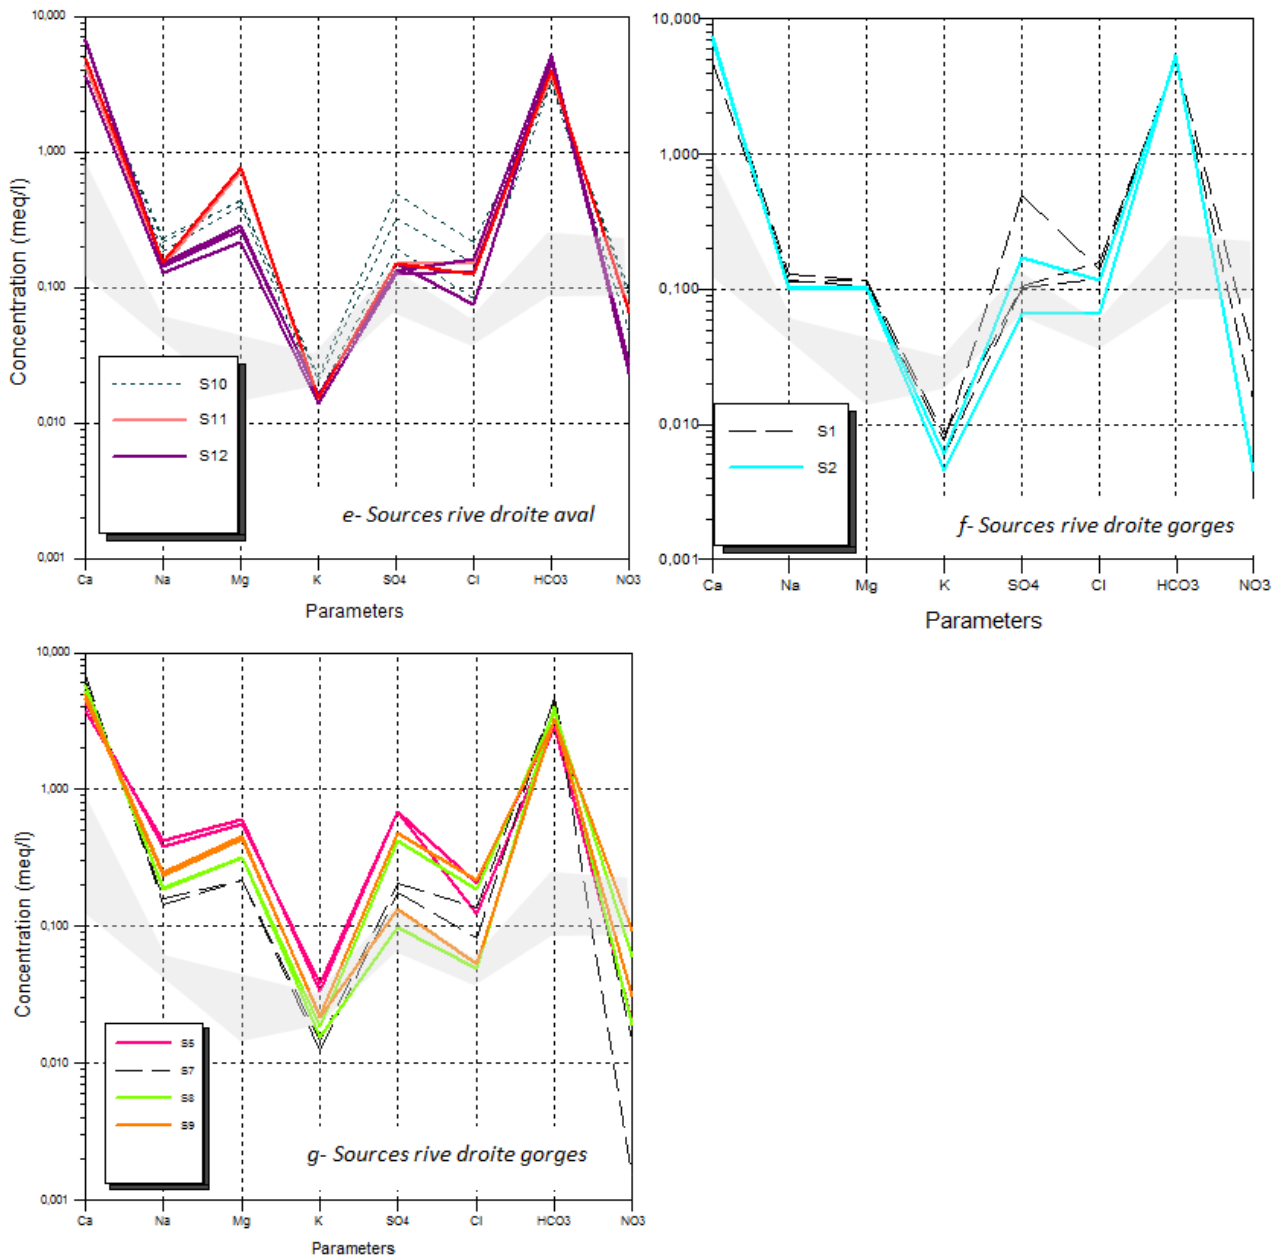 10,000
1,000
0,100
0,010
0,001
Concentration (meq/l)
S10
S11
S12
e- Sources rive droite aval
Ca Na Mg K SO4 Cl HCO3 NO3
Parameters
10,000
1,000
0,100
0,010
0,001
Concentration (meq/l)
S1
S2
f- Sources rive droite gorges
Ca Na Mg K SO4 Cl HCO3 NO3
Parameters
10,000
1,000
0,100
0,010
0,001
Concentration (meq/l)
S5
S7
S8
S9
g- Sources rive droite gorges
Ca Na Mg K SO4 Cl HCO3 NO3
Parameters